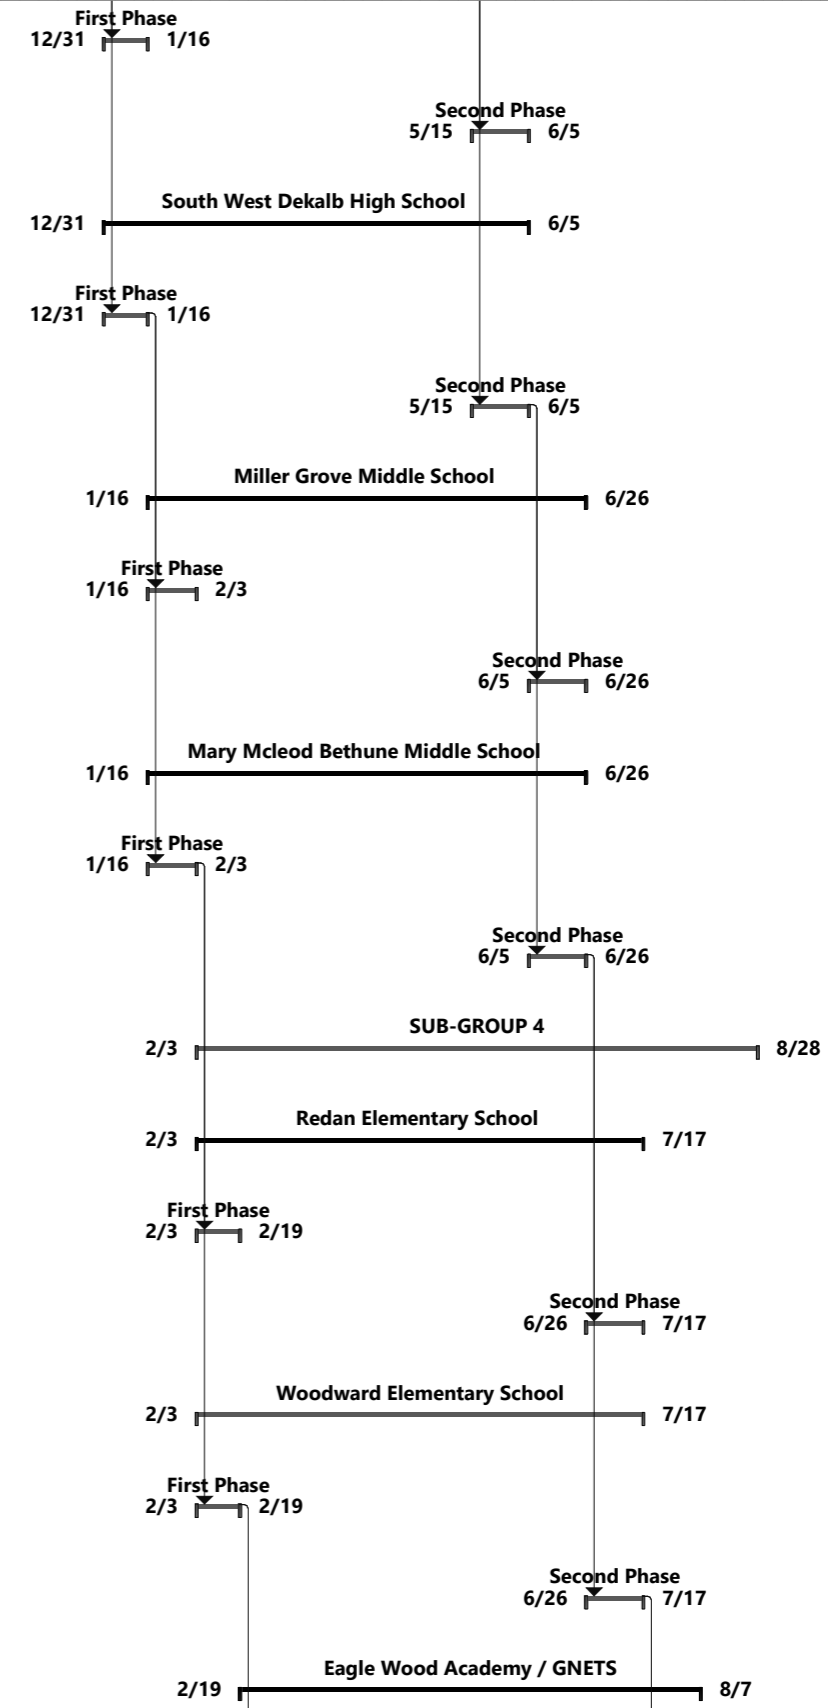 First Phase
12/31 1/16
Second Phase
5/15 6/5
South West Dekalb High School
12/31 6/5
First Phase
12/31 1/16
Second Phase
5/15 6/5
Miller Grove Middle School
1/16 6/26
First Phase
1/16 2/3
Second Phase
6/5 6/26
Mary Mcleod Bethune Middle School
1/16 6/26
First Phase
1/16 2/3
Second Phase
6/5 6/26
SUB-GROUP 4
2/3 8/28
Redan Elementary School
2/3 7/17
First Phase
2/3 2/19
Second Phase
6/26 7/17
Woodward Elementary School
2/3 7/17
First Phase
2/3 2/19
Second Phase
6/26 7/17
Eagle Wood Academy / GNETS
2/19 8/7